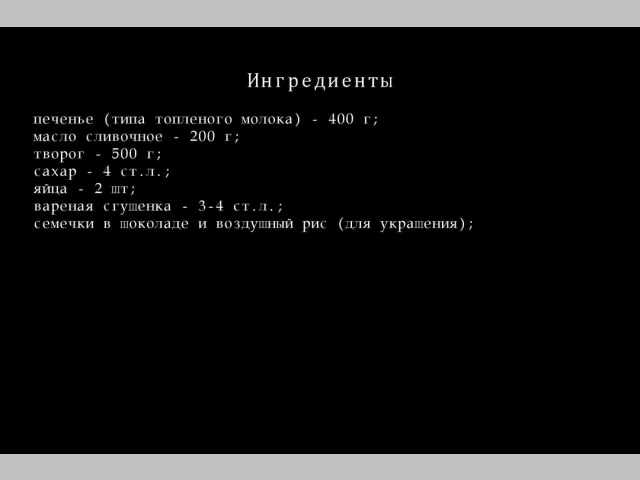 Ингредиенты
печенье (типа топленого молока) - 400 г;
масло сливочное - 200 г;
творог - 500 г;
сахар - 4 ст.л.;
яйца - 2 шт;
вареная сгушенка - 3-4 ст.л.;
семечки в шоколаде и воздушный рис (для украшения);